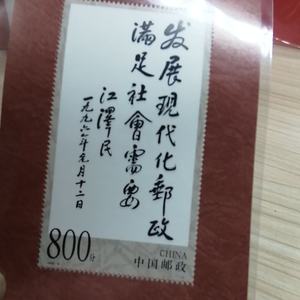 发展现代化郵政
滿足社會需要
江澤民
一九九六年元月十二日
800分
CHINA
中国邮政